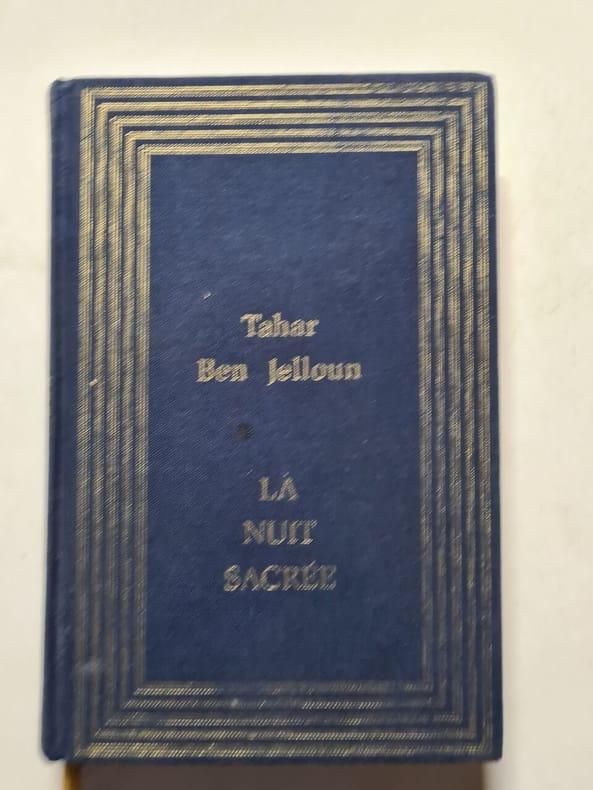 Tahar
Ben Jelloun
LA
NUIT
SACRÉE